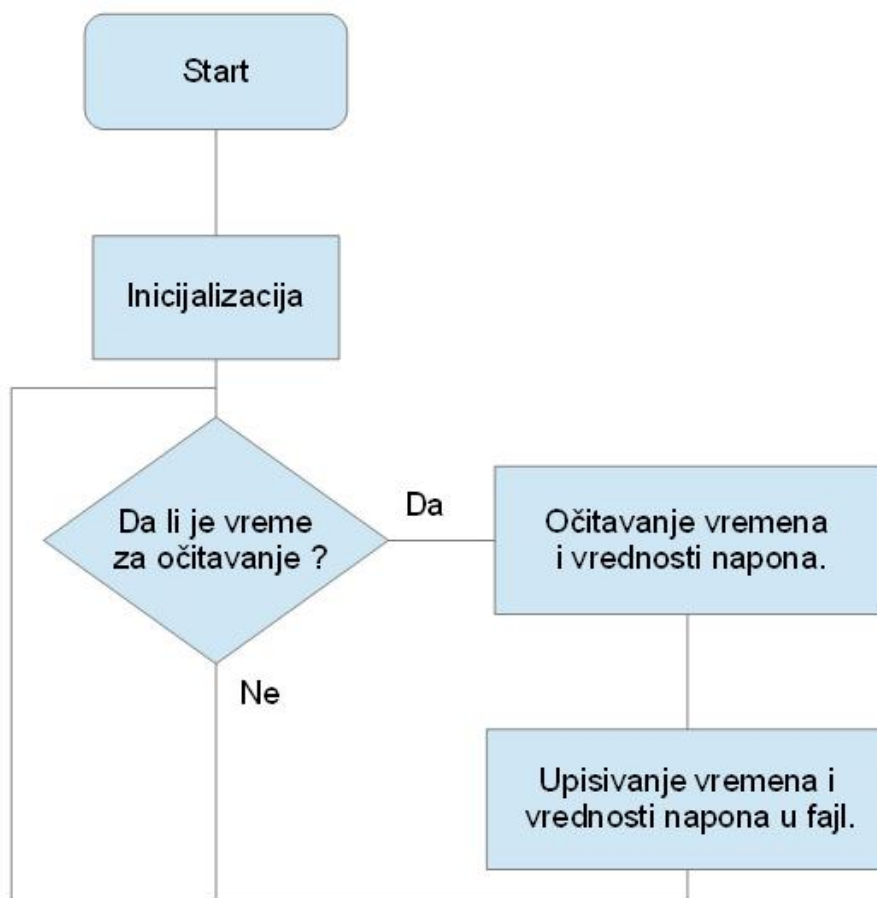 Start
Inicijalizacija
Da li je vreme
za očitavanje ?
Da
Očitavanje vremena
i vrednosti napona.
Ne
Upisivanje vremena i
vrednosti napona u fajl.